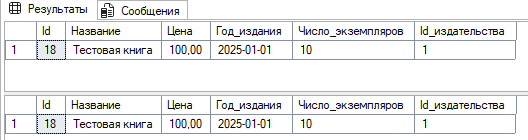 Результаты Сообщения
Id Название Цена Год_издания Число_экземпляров Id_издательства
1 18 Тестовая книга 100,00 2025-01-01 10 1
Id Название Цена Год_издания Число_экземпляров Id_издательства
1 18 Тестовая книга 100,00 2025-01-01 10 1